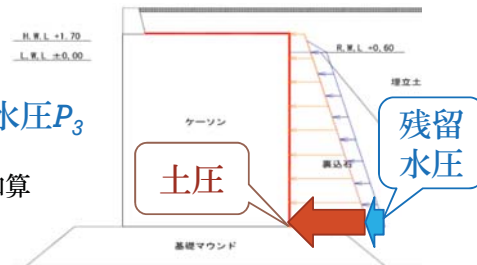 H.W.L +1.70
L.W.L ±0.00
R.W.L +0.60
埋立土
水圧P3
ケーソン
残留
水圧
土圧
裏込石
算
基礎マウンド